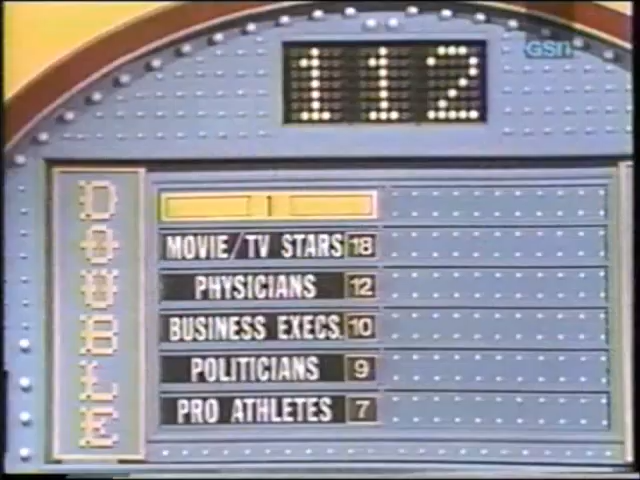 GSN
112
DOUBLE
1
MOVIE/TV STARS 18
PHYSICIANS 12
BUSINESS EXECS. 10
POLITICIANS 9
PRO ATHLETES 7